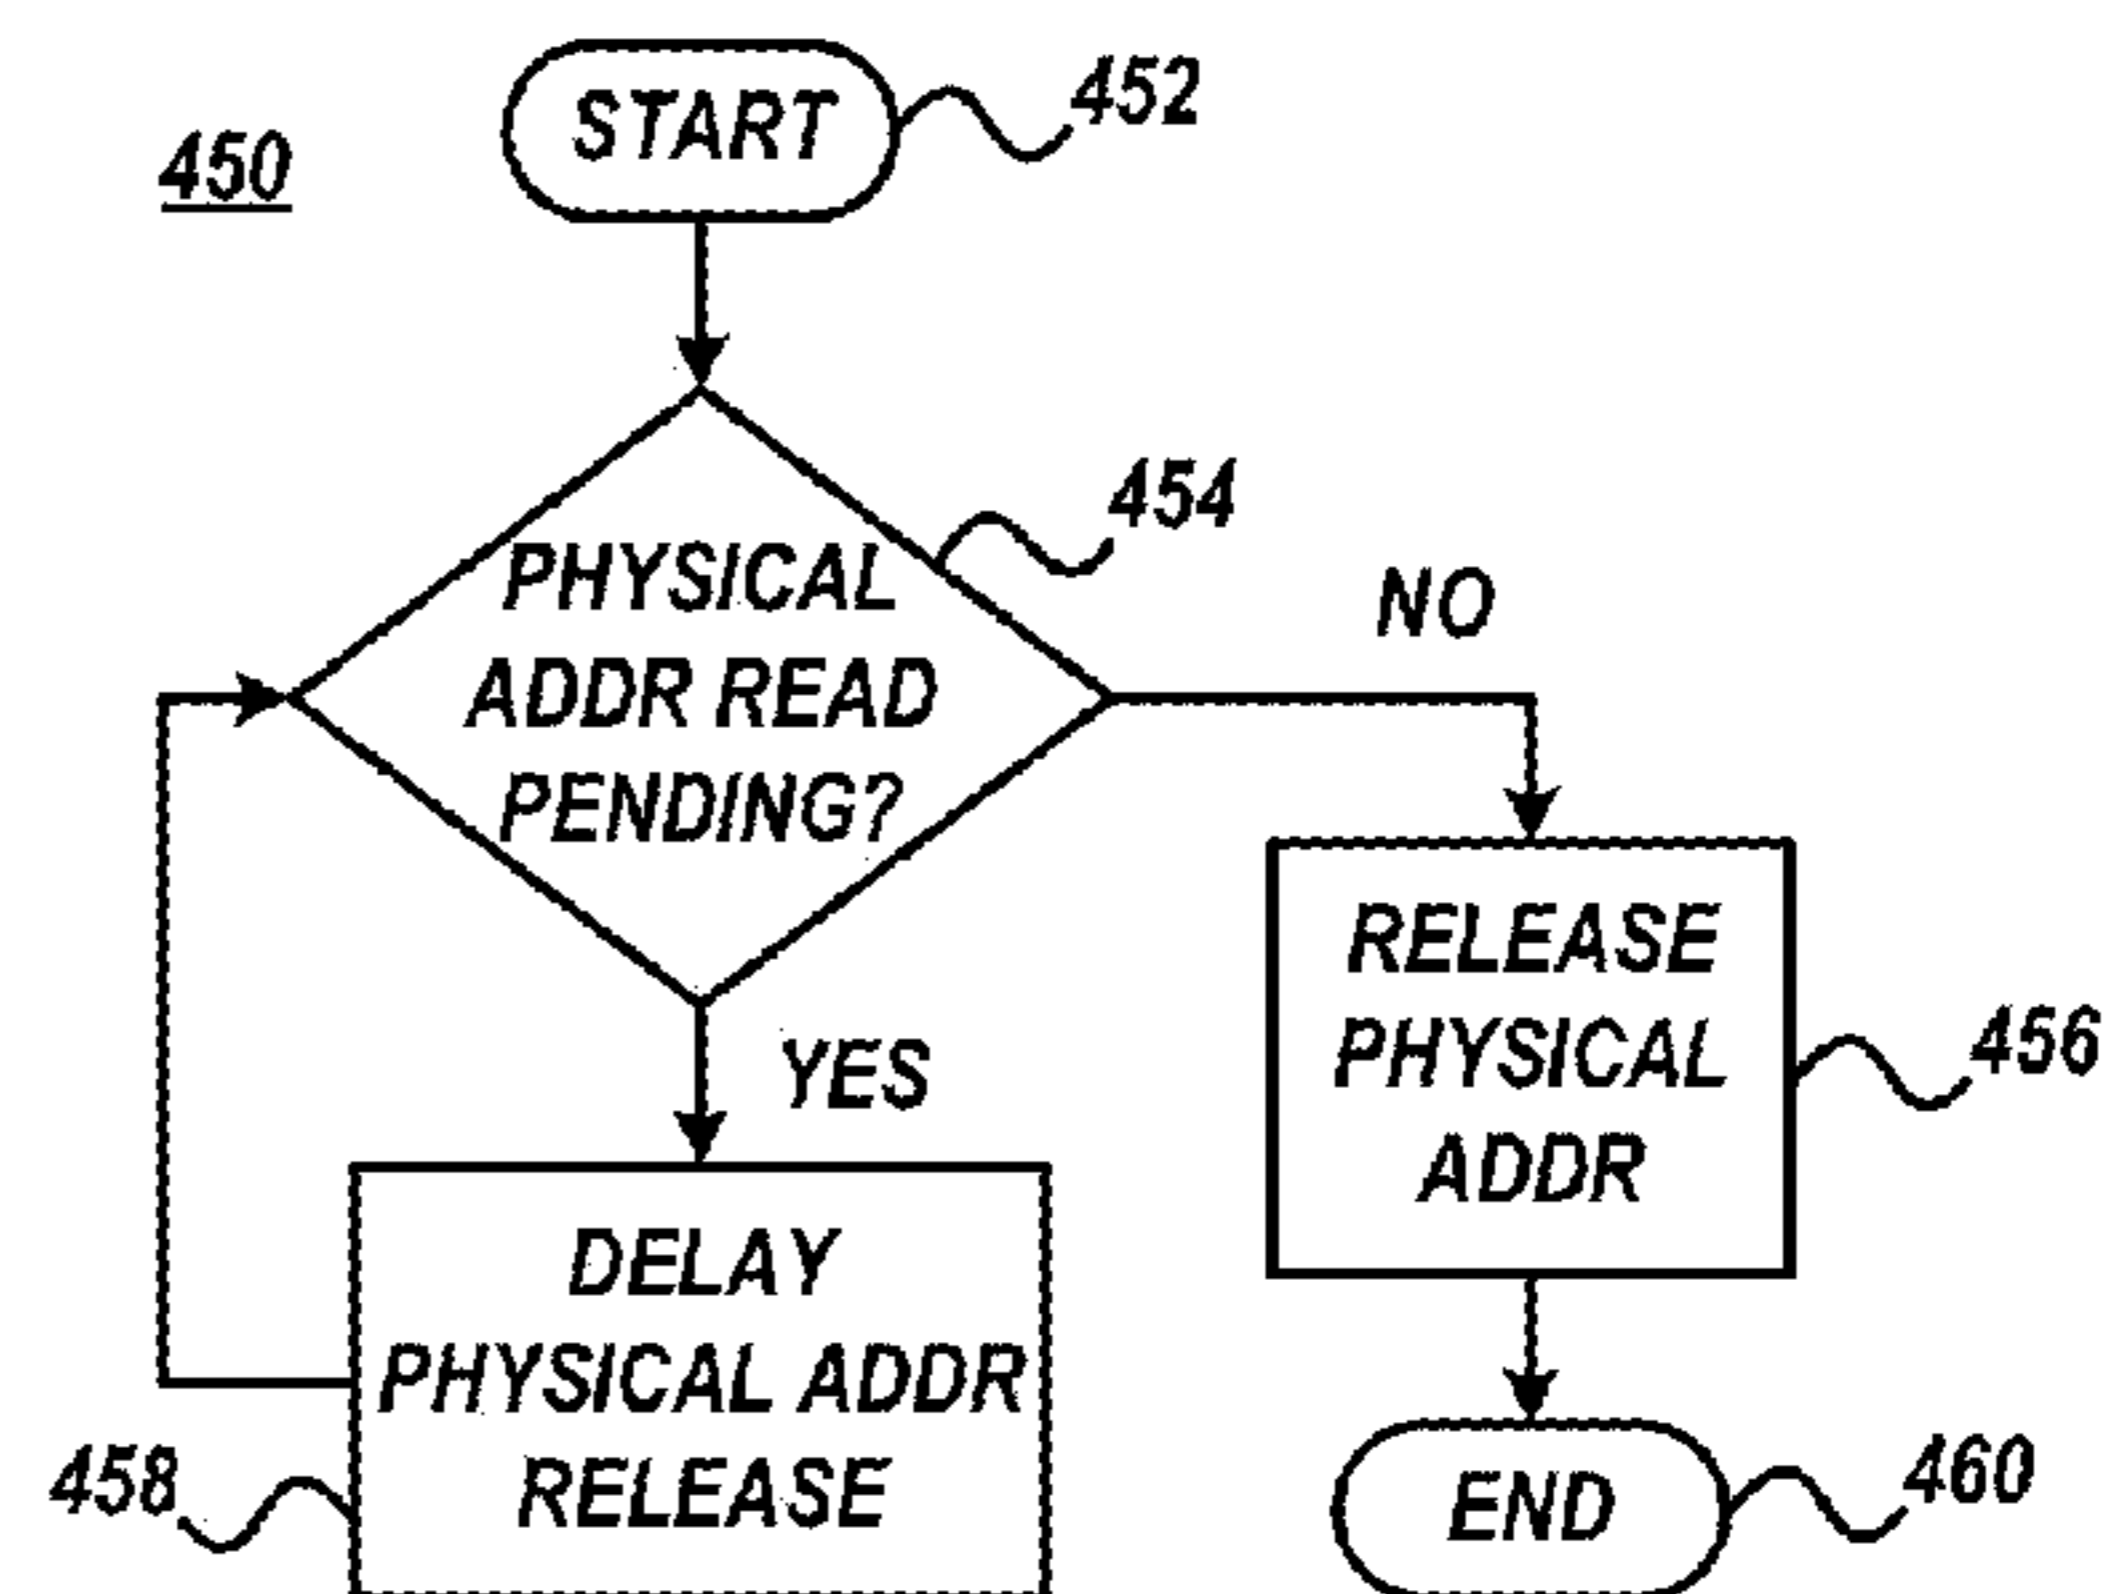 450
START
452
PHYSICAL
ADDR READ
PENDING?
454
NO
YES
RELEASE
PHYSICAL
ADDR
456
DELAY
PHYSICAL ADDR
RELEASE
458
END
460